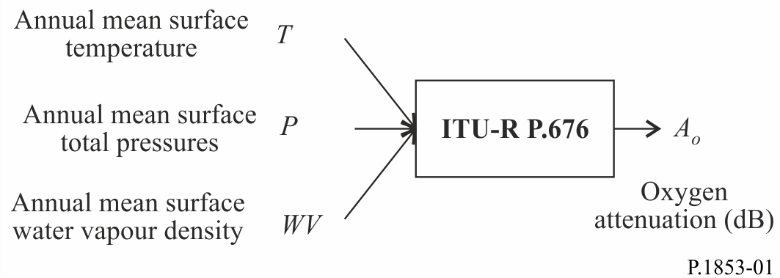 Annual mean surface
temperature T
Annual mean surface
total pressures P
Annual mean surface
water vapour density WV
ITU-R P.676
Aₒ
Oxygen
attenuation (dB)
P.1853-01